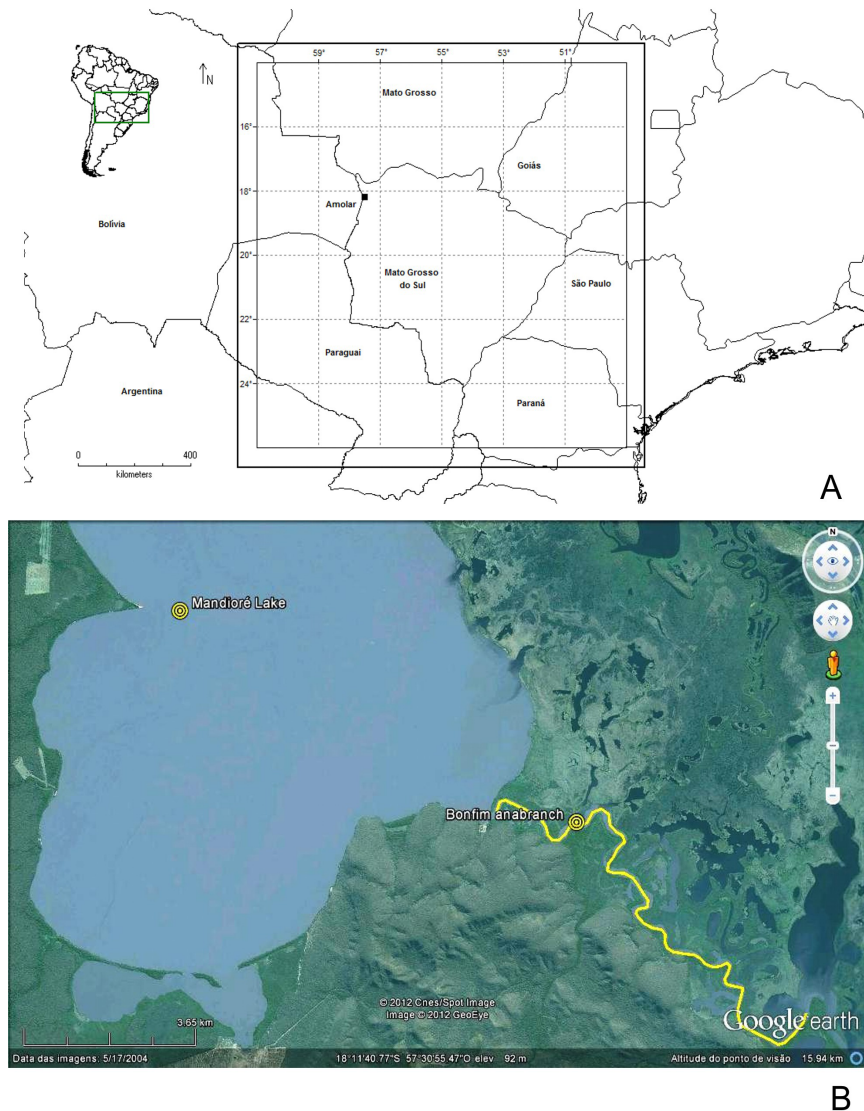 59° 57° 55° 53° 51°
N
Mato Grosso
16°
Goiás
18°
Amolar
Bolívia
20°
Mato Grosso
do Sul
São Paulo
22°
Paraguai
24°
Argentina
Paraná
0 400
kilometers
A
N
Mandioré Lake
Bonfim anabranch
© 2012 Cnes/Spot Image
Image © 2012 GeoEye
3.65 km
Google earth
Data das imagens: 5/17/2004 18°11'40.77"S 57°30'55.47"O elev 92 m Altitude do ponto de visão 15.94 km
B